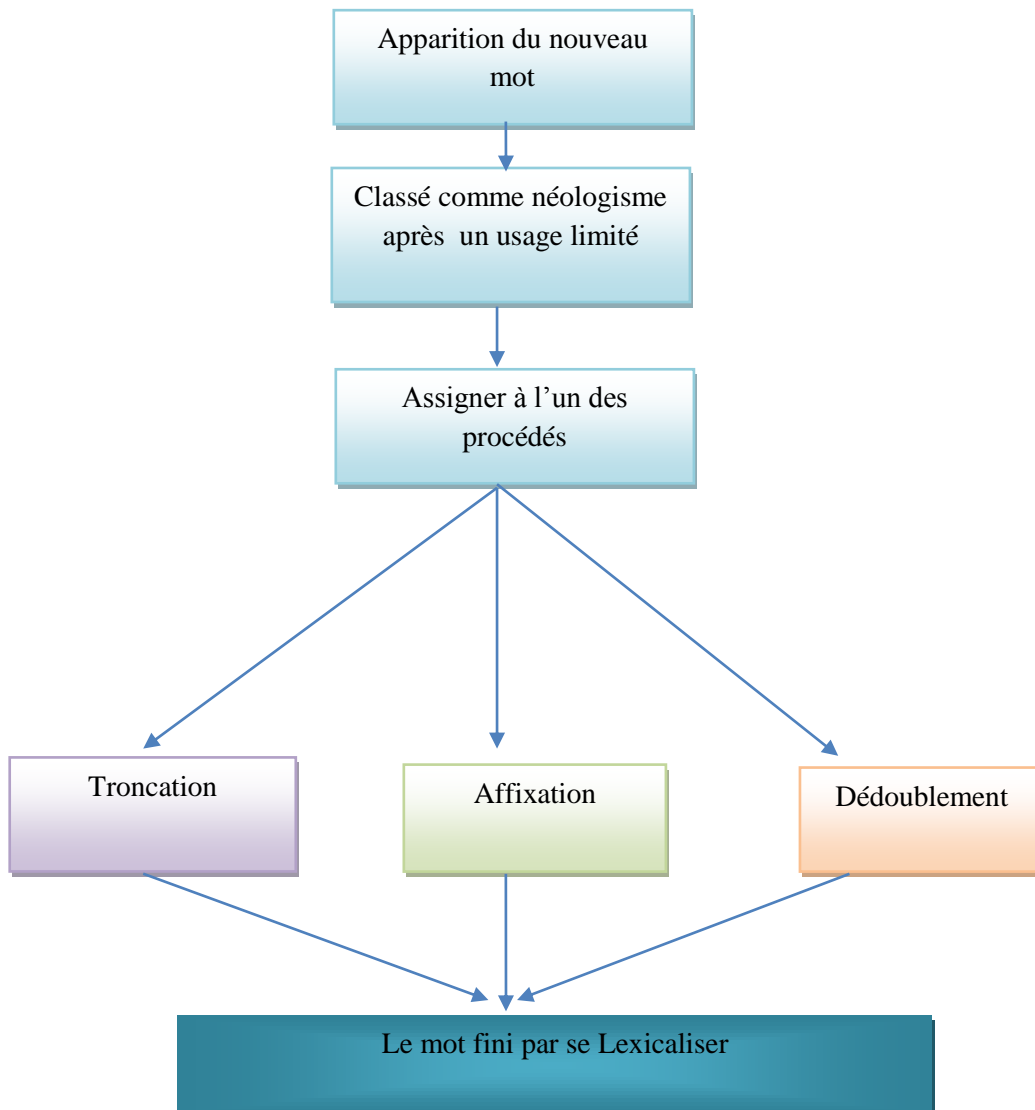 Apparition du nouveau
mot
Classé comme néologisme
après un usage limité
Assigner à l’un des
procédés
Troncation
Affixation
Dédoublement
Le mot fini par se Lexicaliser